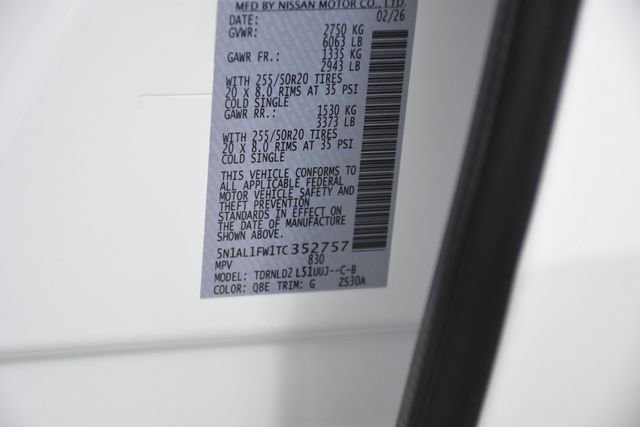 MFD BY NISSAN MOTOR CO., LTD.
DATE: 02/26
GVWR: 2750 KG
6063 LB
GAWR FR.: 1335 KG
2943 LB
WITH 255/50R20 TIRES
20 X 8.0 RIMS AT 35 PSI
COLD SINGLE
GAWR RR.: 1530 KG
3373 LB
WITH 255/50R20 TIRES
20 X 8.0 RIMS AT 35 PSI
COLD SINGLE
THIS VEHICLE CONFORMS TO
ALL APPLICABLE FEDERAL
MOTOR VEHICLE SAFETY AND
THEFT PREVENTION
STANDARDS IN EFFECT ON
THE DATE OF MANUFACTURE
SHOWN ABOVE.
5N1AL1FW1TC352757
MPV 830
MODEL: TDRNLD2 L51UUJ--C-B
COLOR: QBE TRIM: G ZS30A